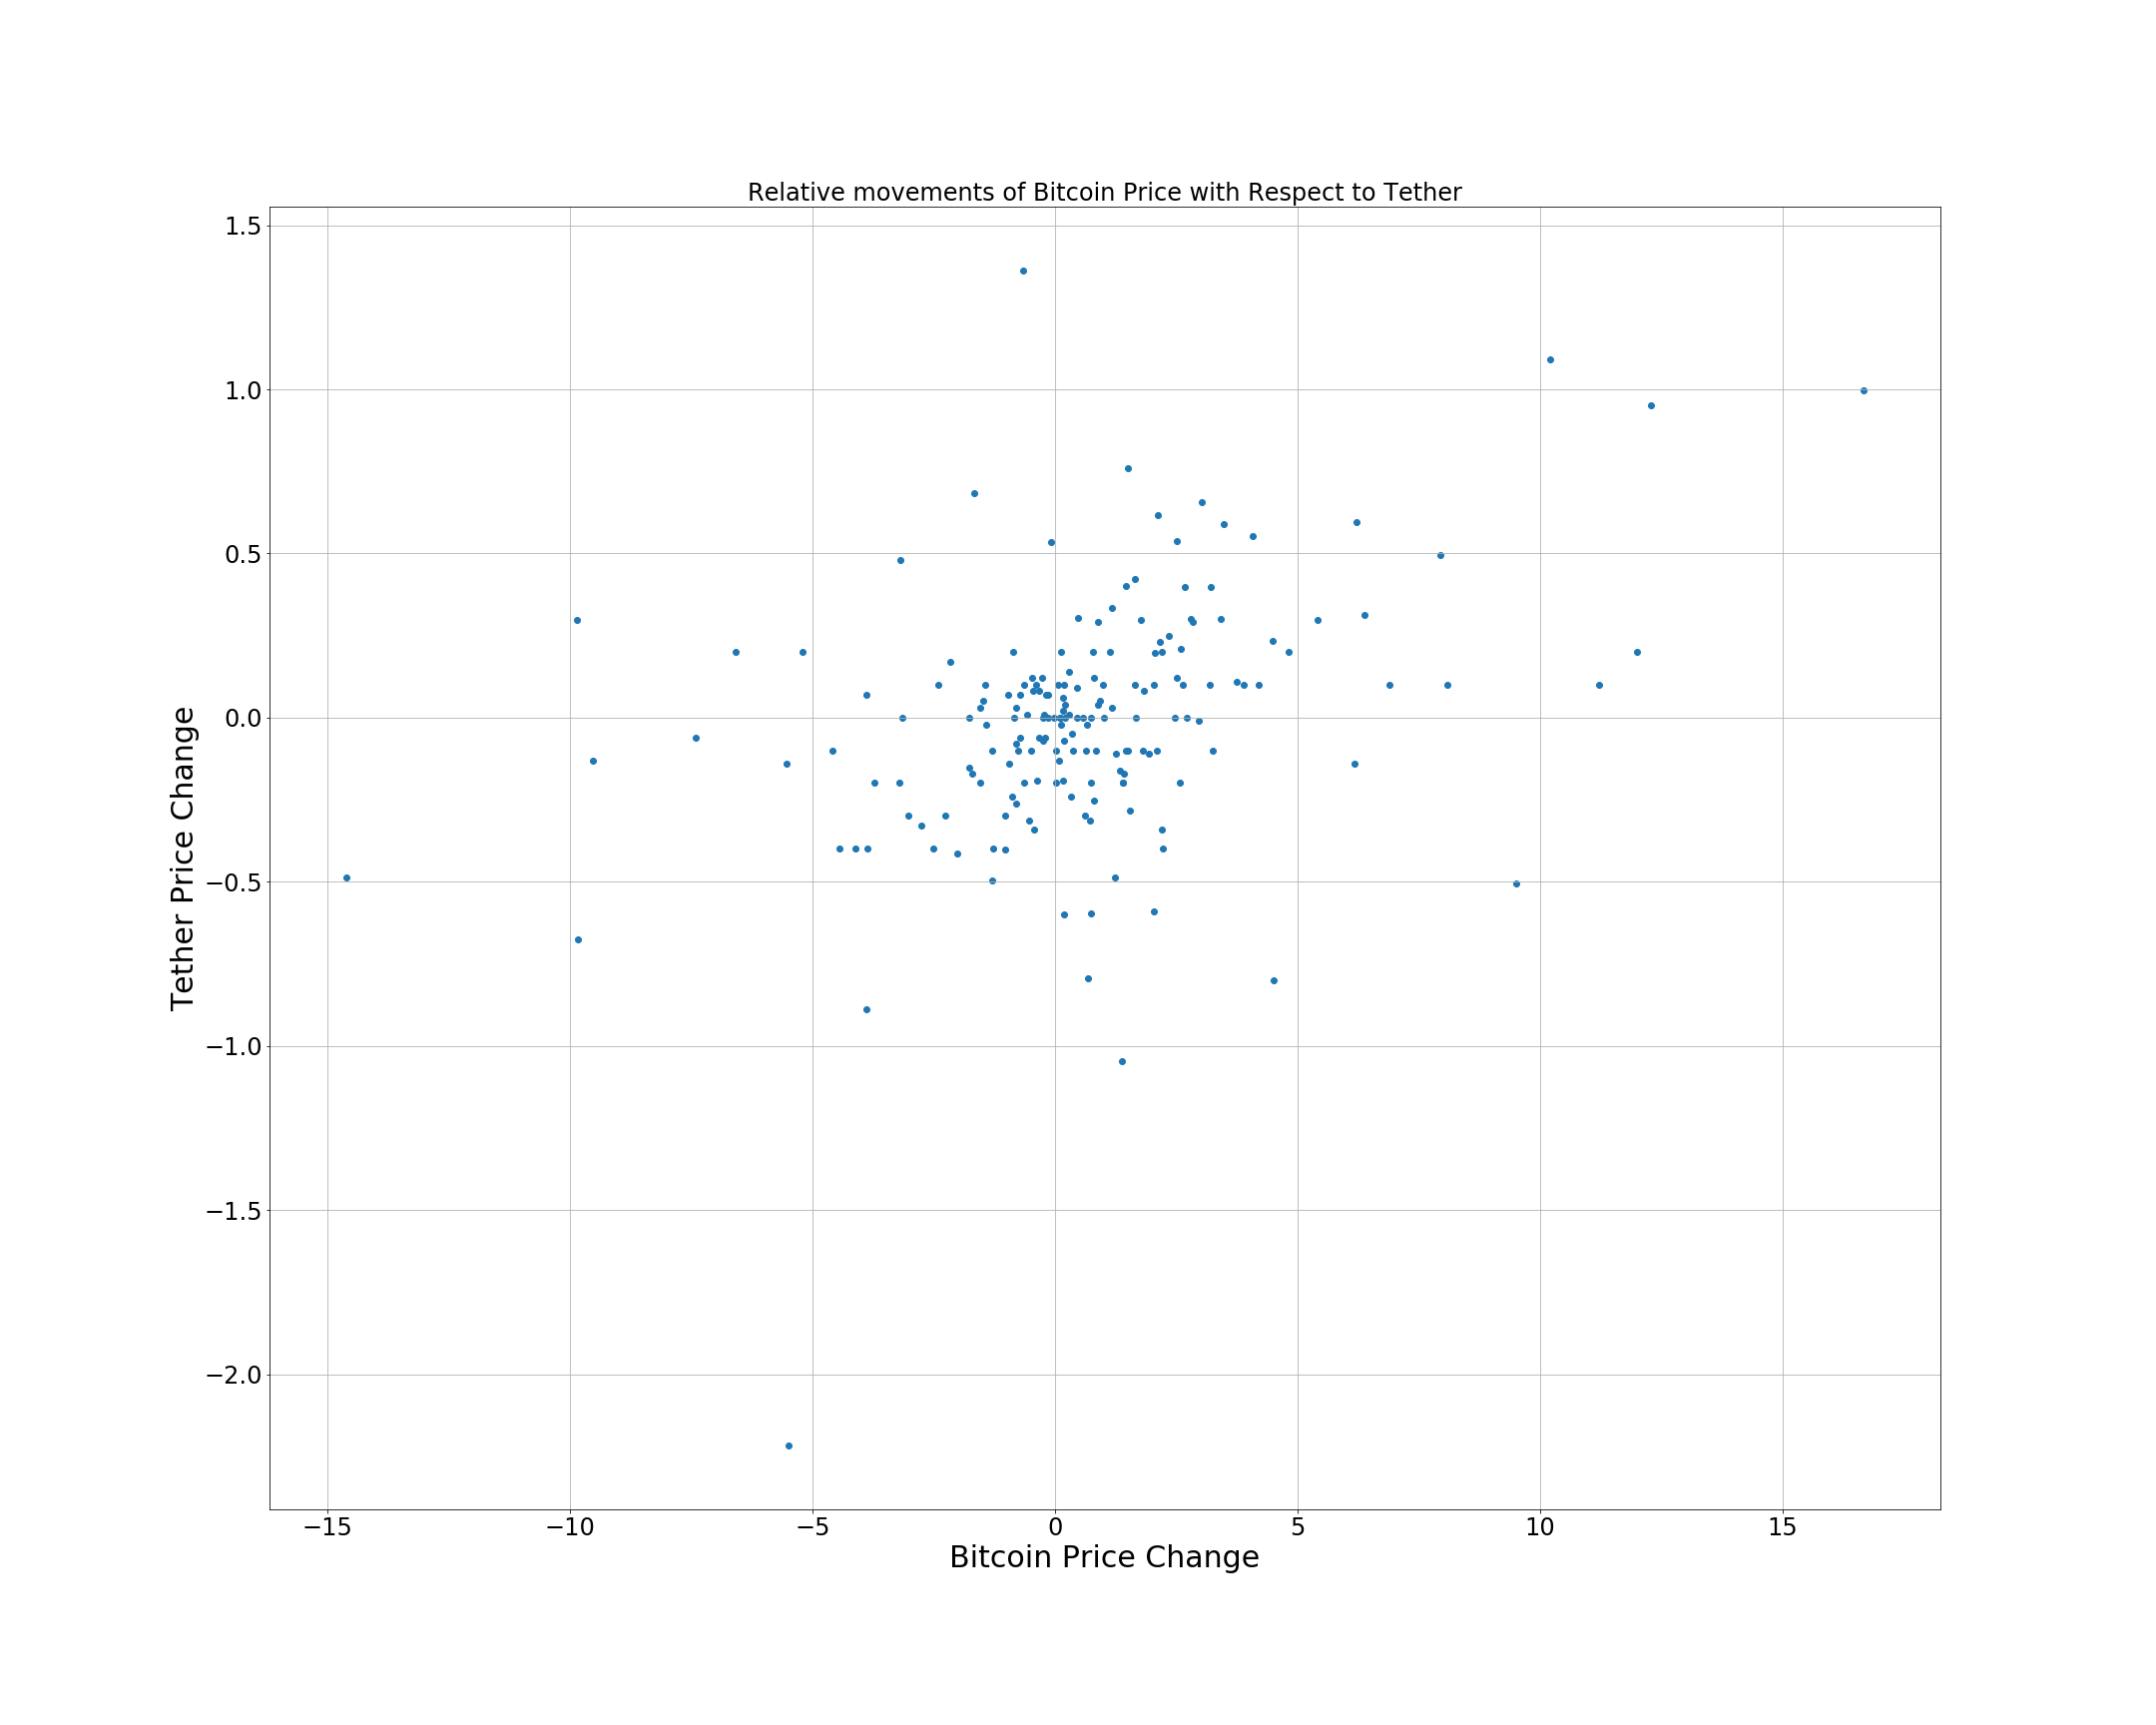 Relative movements of Bitcoin Price with Respect to Tether
1.5
1.0
0.5
0.0
−0.5
−1.0
−1.5
−2.0
Tether Price Change
−15 −10 −5 0 5 10 15
Bitcoin Price Change